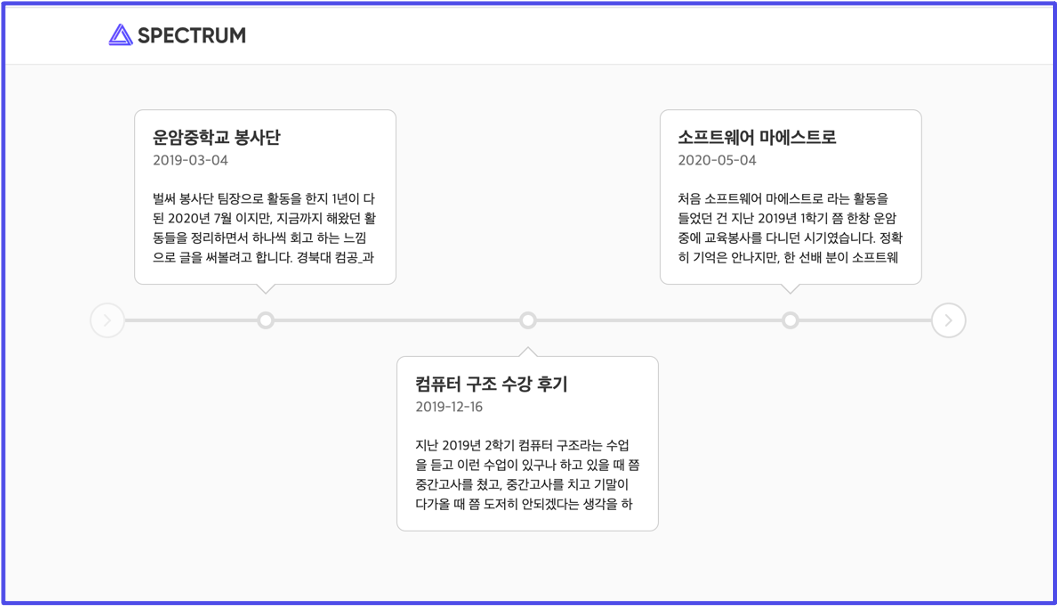 SPECTRUM
운암중학교 봉사단
2019-03-04
벌써 봉사단 팀장으로 활동을 한지 1년이 다
된 2020년 7월 이지만, 지금까지 해왔던 활
동들을 정리하면서 하나씩 회고 하는 느낌
으로 글을 써볼려고 합니다. 경북대 컴공_과
소프트웨어 마에스트로
2020-05-04
처음 소프트웨어 마에스트로 라는 활동을
들었던 건 지난 2019년 1학기 쯤 한창 운암
중에 교육봉사를 다니던 시기였습니다. 정확
히 기억은 안나지만, 한 선배 분이 소프트웨
컴퓨터 구조 수강 후기
2019-12-16
지난 2019년 2학기 컴퓨터 구조라는 수업
을 듣고 이런 수업이 있구나 하고 있을 때 쯤
중간고사를 쳤고, 중간고사를 치고 기말이
다가올 때 쯤 도저히 안되겠다는 생각을 하